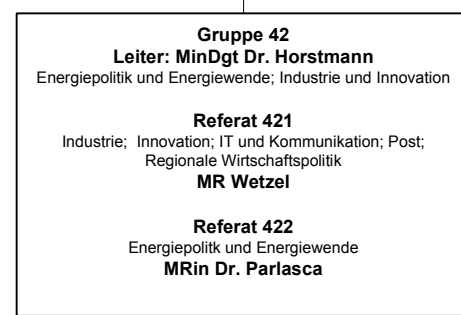 Gruppe 42
Leiter: MinDgt Dr. Horstmann
Energiepolitik und Energiewende; Industrie und Innovation
Referat 421
Industrie; Innovation; IT und Kommunikation; Post;
Regionale Wirtschaftspolitik
MR Wetzel
Referat 422
Energiepolitk und Energiewende
MRin Dr. Parlasca